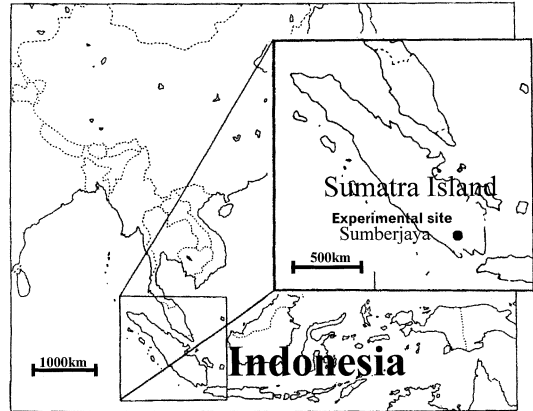 Sumatra Island
Experimental site
Sumberjaya
500km
1000km
Indonesia